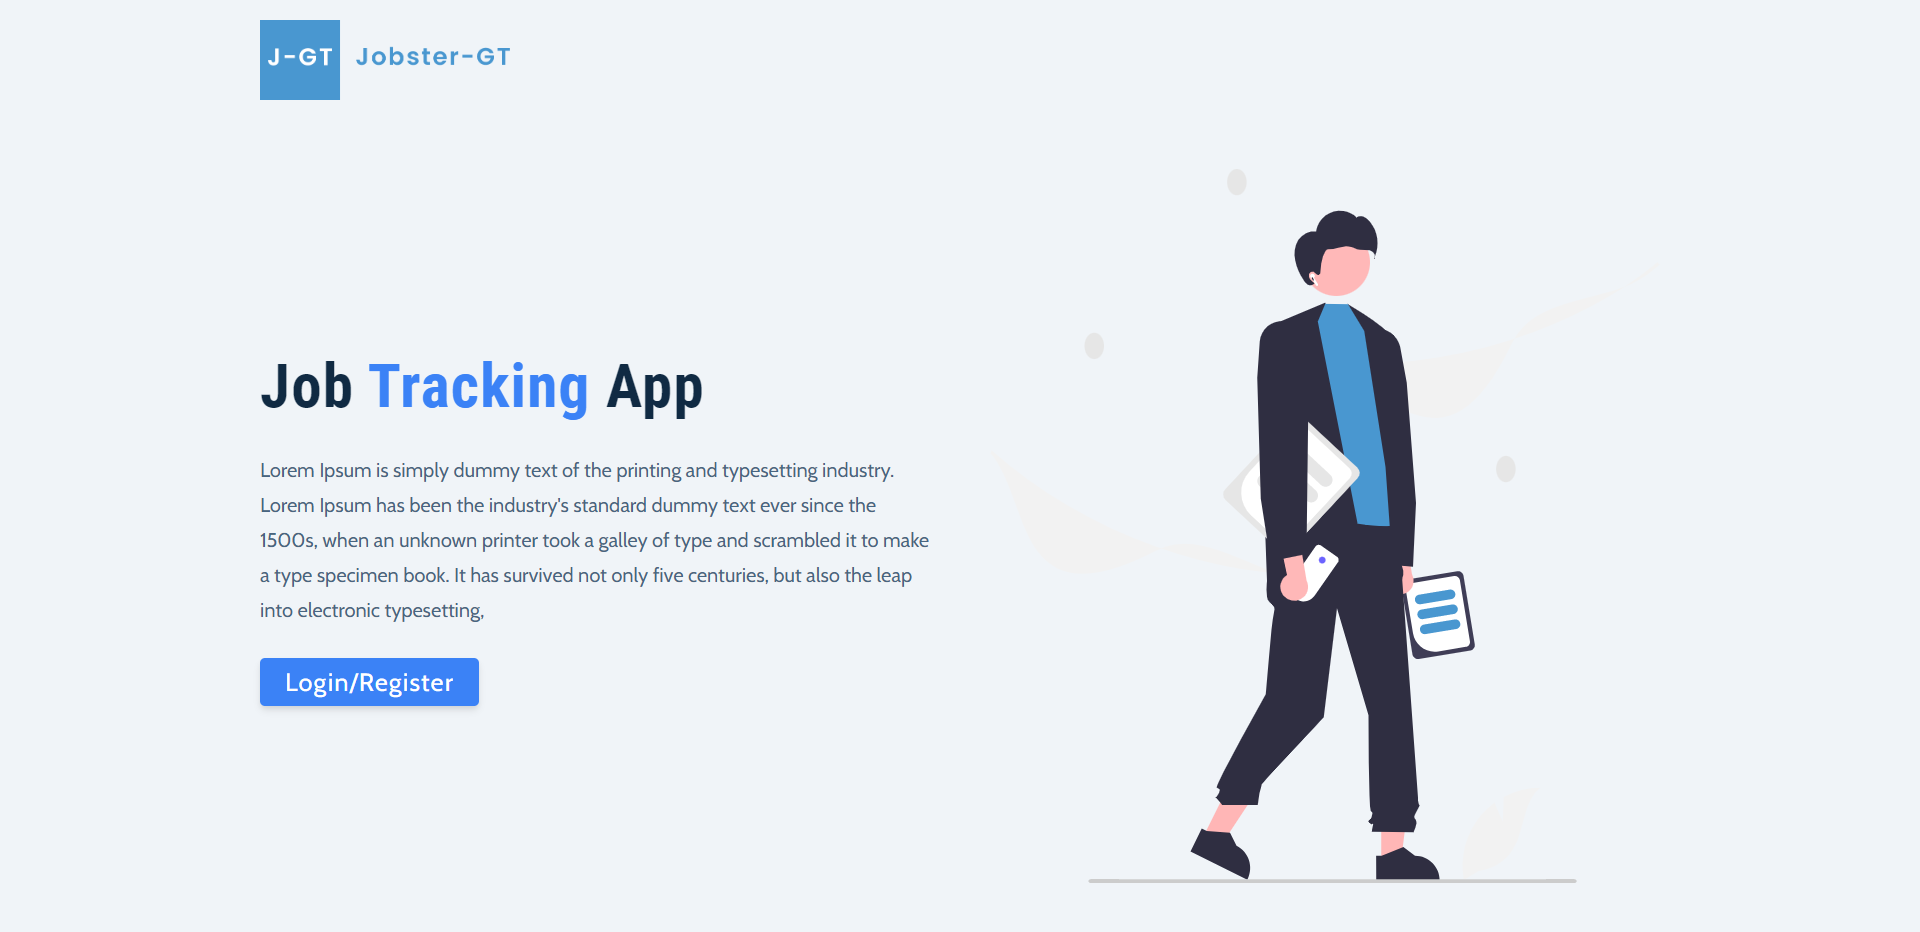 J-GT Jobster-GT
Job Tracking App
Lorem Ipsum is simply dummy text of the printing and typesetting industry.
Lorem Ipsum has been the industry's standard dummy text ever since the
1500s, when an unknown printer took a galley of type and scrambled it to make
a type specimen book. It has survived not only five centuries, but also the leap
into electronic typesetting,
Login/Register